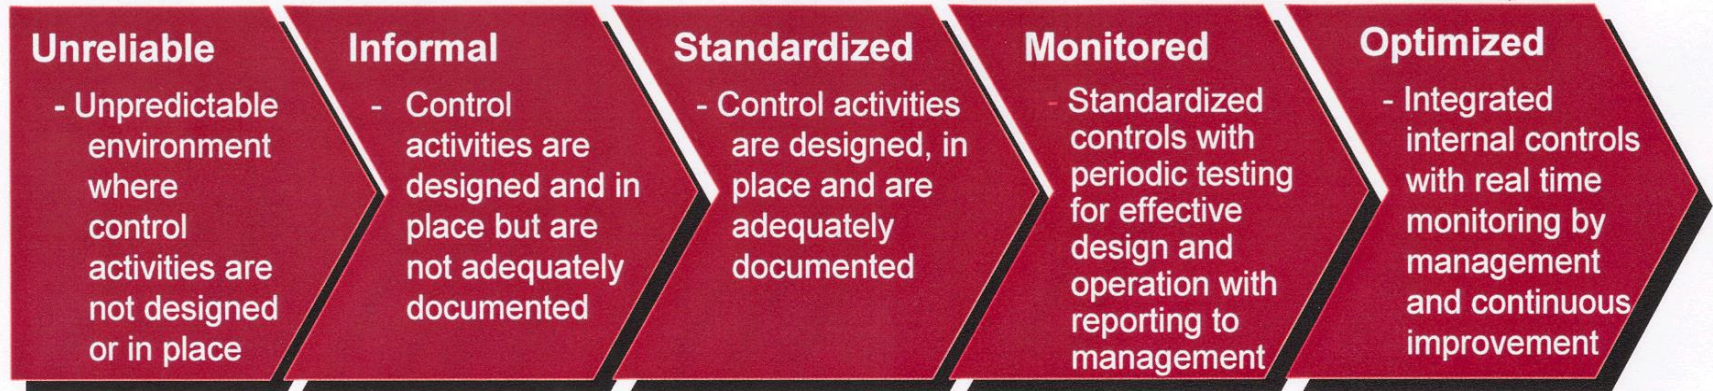 Unreliable
- Unpredictable
environment
where
control
activities are
not designed
or in place
Informal
- Control
activities are
designed and in
place but are
not adequately
documented
Standardized
- Control activities
are designed, in
place and are
adequately
documented
Monitored
- Standardized
controls with
periodic testing
for effective
design and
operation with
reporting to
management
Optimized
- Integrated
internal controls
with real time
monitoring by
management
and continuous
improvement